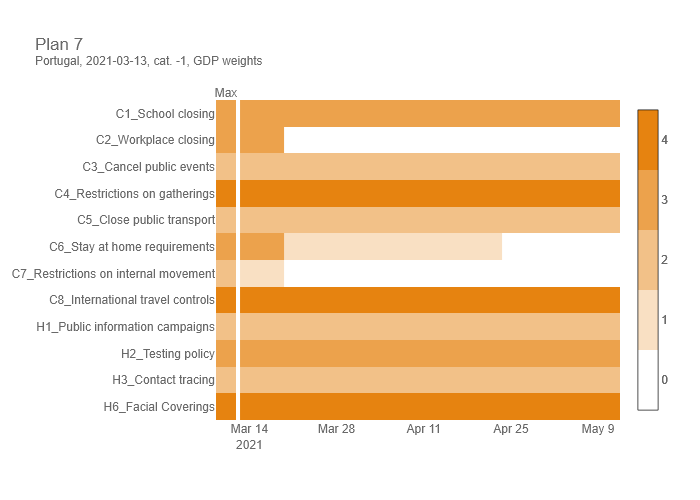 Plan 7
Portugal, 2021-03-13, cat. -1, GDP weights
Max
C1_School closing
C2_Workplace closing
C3_Cancel public events
C4_Restrictions on gatherings
C5_Close public transport
C6_Stay at home requirements
C7_Restrictions on internal movement
C8_International travel controls
H1_Public information campaigns
H2_Testing policy
H3_Contact tracing
H6_Facial Coverings
Mar 14 Mar 28 Apr 11 Apr 25 May 9
2021
4
3
2
1
0